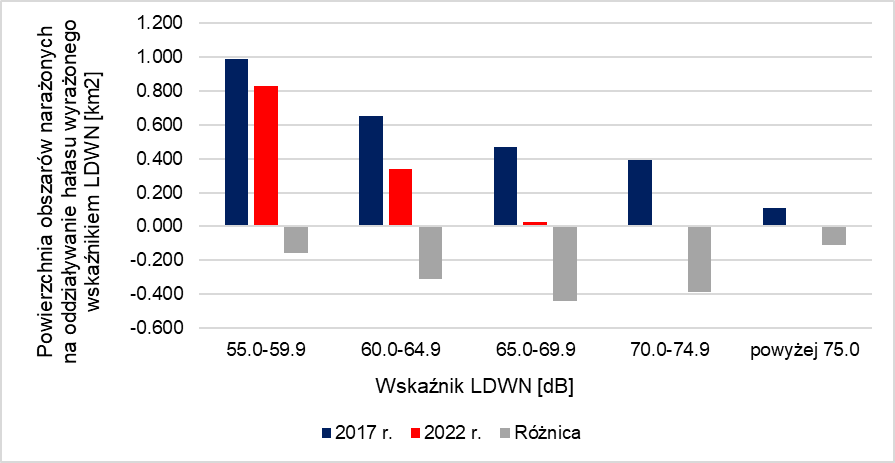 Powierzchnia obszarów narażonych
na oddziaływanie hałasu wyrażonego
wskaźnikiem LDWN [km2]
1.200
1.000
0.800
0.600
0.400
0.200
0.000
-0.200
-0.400
-0.600
55.0-59.9 60.0-64.9 65.0-69.9 70.0-74.9 powyżej 75.0
Wskaźnik LDWN [dB]
2017 r. 2022 r. Różnica